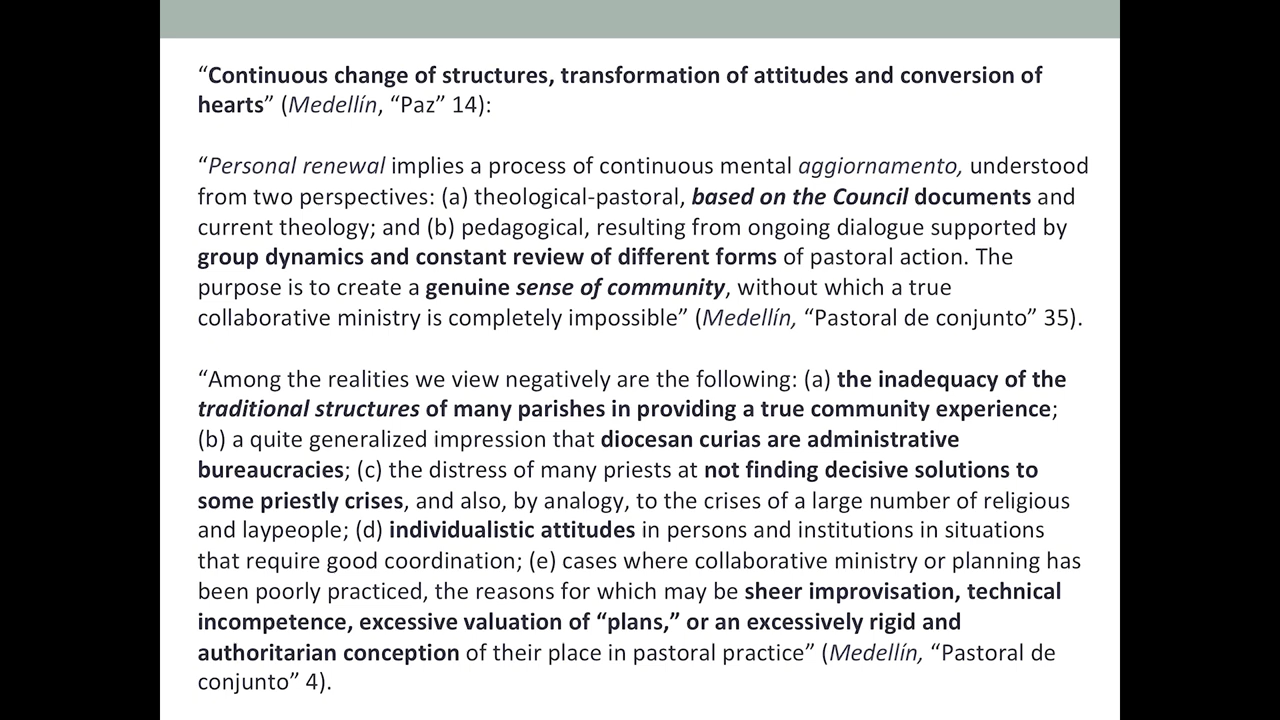 “Continuous change of structures, transformation of attitudes and conversion of
hearts” (Medellín, “Paz” 14):
“Personal renewal implies a process of continuous mental aggiornamento, understood
from two perspectives: (a) theological-pastoral, based on the Council documents and
current theology; and (b) pedagogical, resulting from ongoing dialogue supported by
group dynamics and constant review of different forms of pastoral action. The
purpose is to create a genuine sense of community, without which a true
collaborative ministry is completely impossible” (Medellín, “Pastoral de conjunto” 35).
“Among the realities we view negatively are the following: (a) the inadequacy of the
traditional structures of many parishes in providing a true community experience;
(b) a quite generalized impression that diocesan curias are administrative
bureaucracies; (c) the distress of many priests at not finding decisive solutions to
some priestly crises, and also, by analogy, to the crises of a large number of religious
and laypeople; (d) individualistic attitudes in persons and institutions in situations
that require good coordination; (e) cases where collaborative ministry or planning has
been poorly practiced, the reasons for which may be sheer improvisation, technical
incompetence, excessive valuation of “plans,” or an excessively rigid and
authoritarian conception of their place in pastoral practice” (Medellín, “Pastoral de
conjunto” 4).